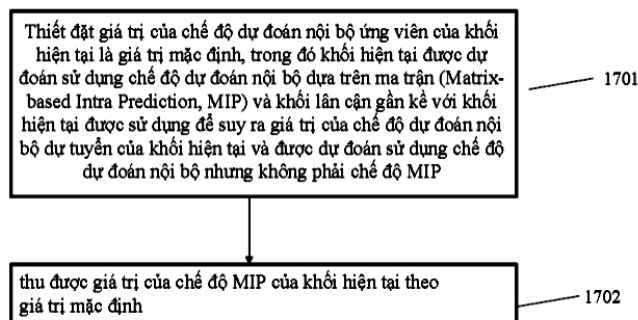 Thiết đặt giá trị của chế độ dự đoán nội bộ ứng viên của khối
hiện tại là giá trị mặc định, trong đó khối hiện tại được dự
đoán sử dụng chế độ dự đoán nội bộ dựa trên ma trận (Matrix-
based Intra Prediction, MIP) và khối lân cận gần kề với khối
hiện tại được sử dụng để suy ra giá trị của chế độ dự đoán nội
bộ dự tuyển của khối hiện tại và được dự đoán sử dụng chế độ
dự đoán nội bộ nhưng không phải chế độ MIP
1701
thu được giá trị của chế độ MIP của khối hiện tại theo
giá trị mặc định
1702